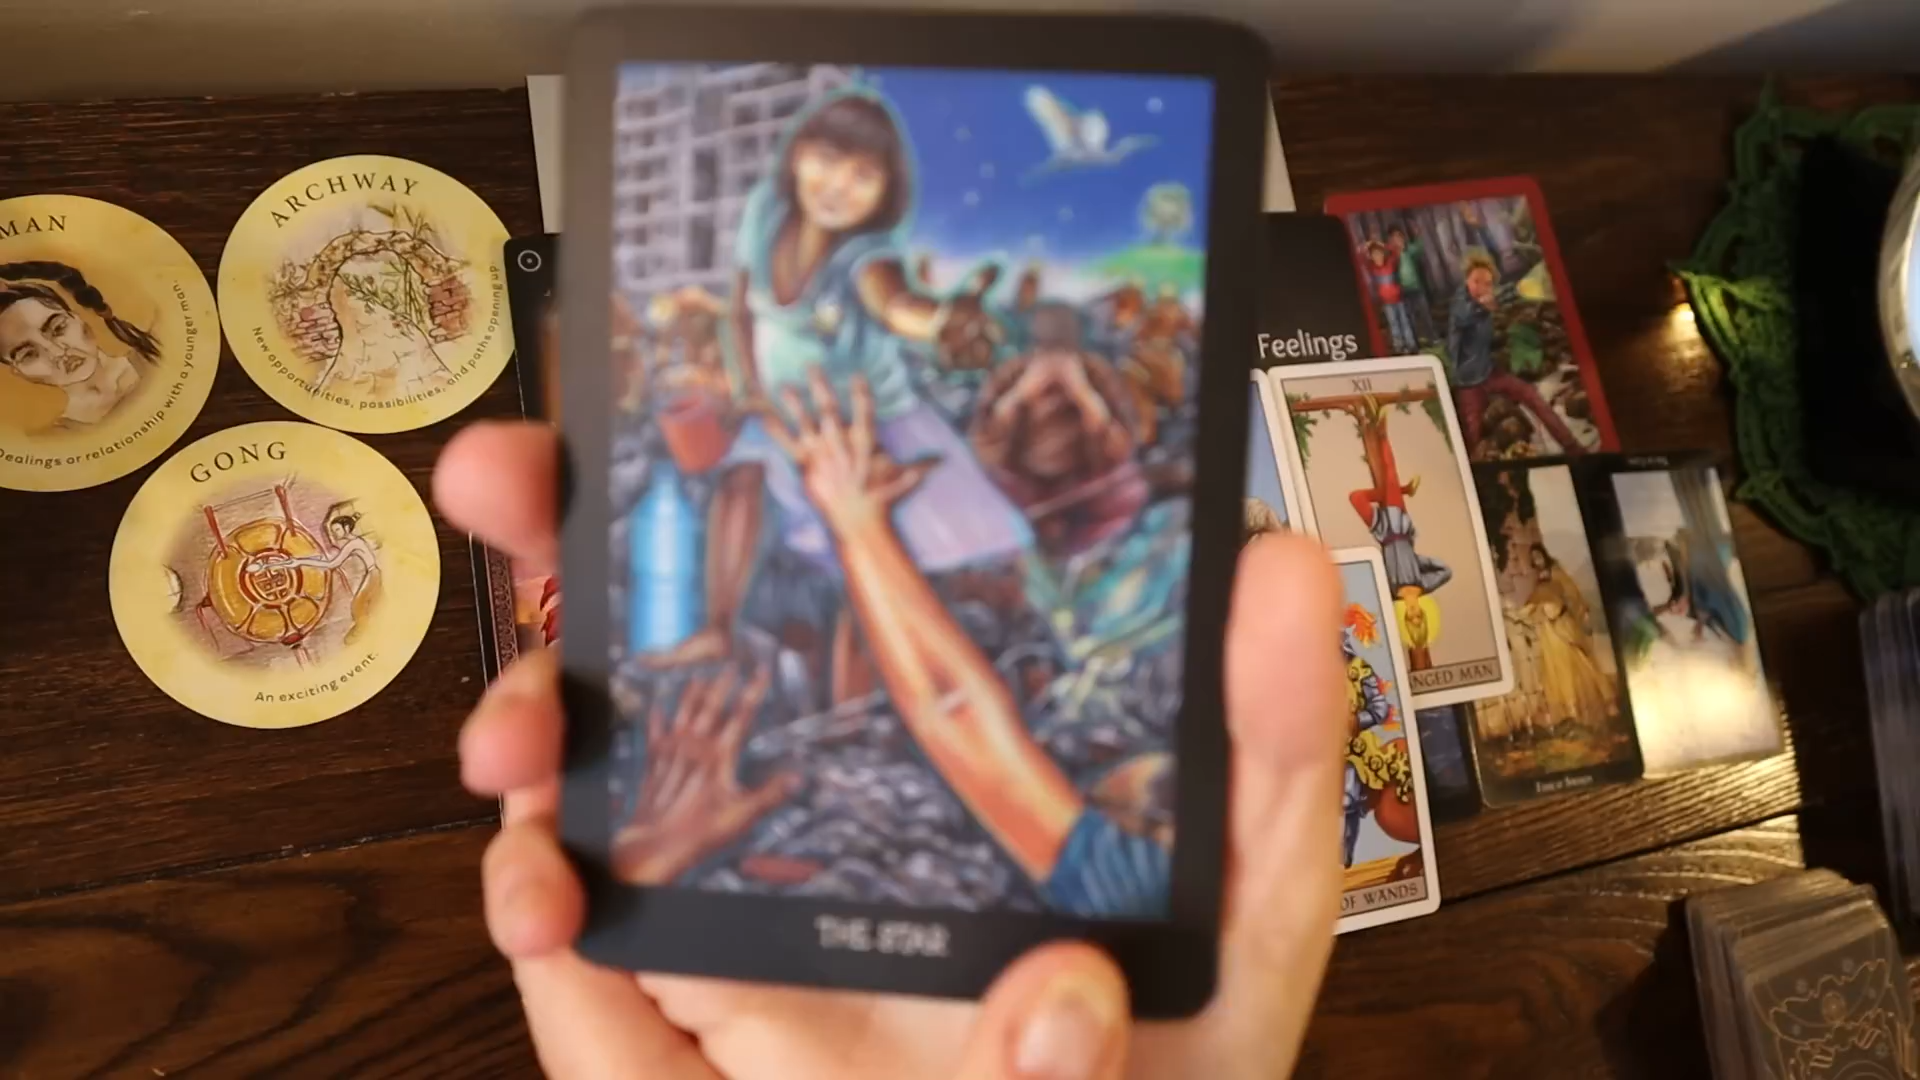 MAN
Dealings or relationship with a younger man.
ARCHWAY
New opportunities, possibilities, and paths opening up.
GONG
An exciting event.
THE STAR
Feelings
XII
NGED MAN
OF WANDS